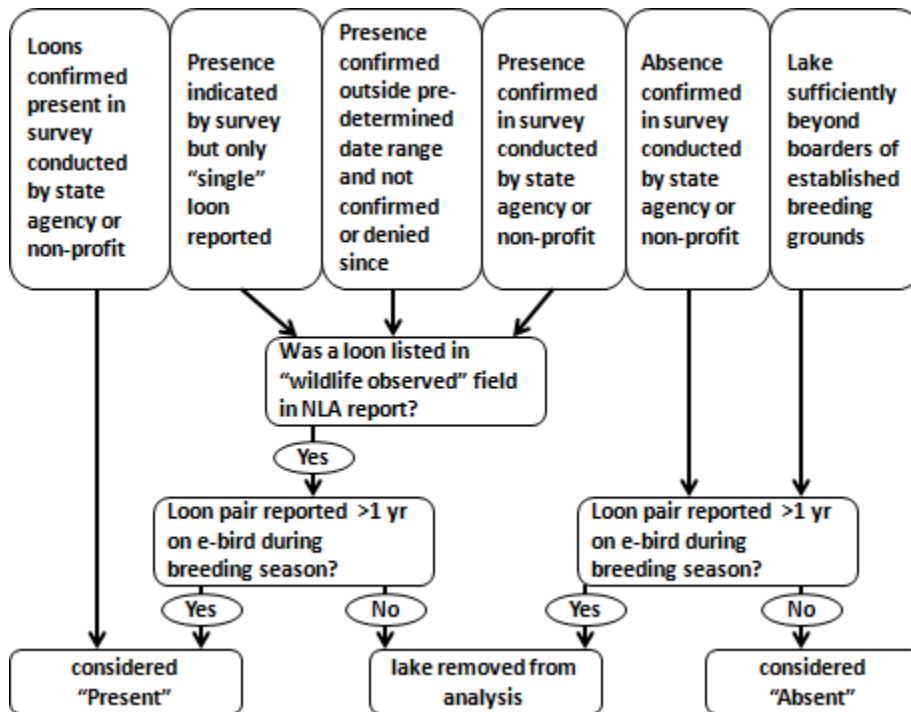 Loons
confirmed
present in
survey
conducted
by state
agency or
non-profit
Presence
indicated
by survey
but only
“single”
loon
reported
Presence
confirmed
outside pre-
determined
date range
and not
confirmed
or denied
since
Presence
confirmed
in survey
conducted
by state
agency or
non-profit
Absence
confirmed
in survey
conducted
by state
agency or
non-profit
Lake
sufficiently
beyond
boarders of
established
breeding
grounds
Was a loon listed in
“wildlife observed” field
in NLA report?
Yes
Loon pair reported >1 yr
on e-bird during
breeding season?
Loon pair reported >1 yr
on e-bird during
breeding season?
Yes
No
Yes
No
considered
“Present”
lake removed from
analysis
considered
“Absent”